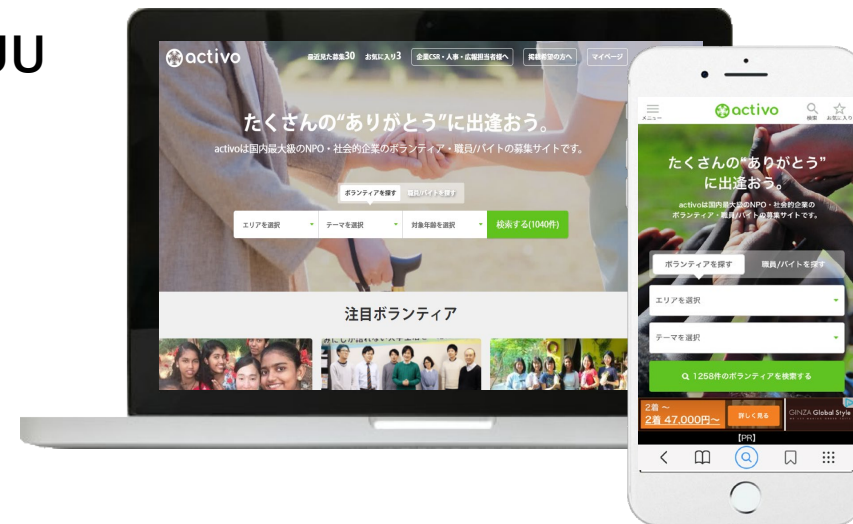 UU
activo
最近見た募集30 お気に入り3 企業CSR・人事・広報担当者様へ 掲載希望の方へ マイページ
たくさんの“ありがとう”に出逢おう。
activoは国内最大級のNPO・社会的企業のボランティア・職員/バイトの募集サイトです。
ボランティアを探す 職員/バイトを探す
エリアを選択 テーマを選択 対象年齢を選択 検索する(1040件)
注目ボランティア
メニュー activo 検索 お気に入り
たくさんの“ありがとう”
に出逢おう。
activoは国内最大級のNPO・社会的企業の
ボランティア・職員/バイトの募集サイトです。
ボランティアを探す 職員/バイトを探す
エリアを選択
テーマを選択
1258件のボランティアを検索する
2着 ～
2着 47,000円～ 詳しく見る GINZA Global Style
【PR】